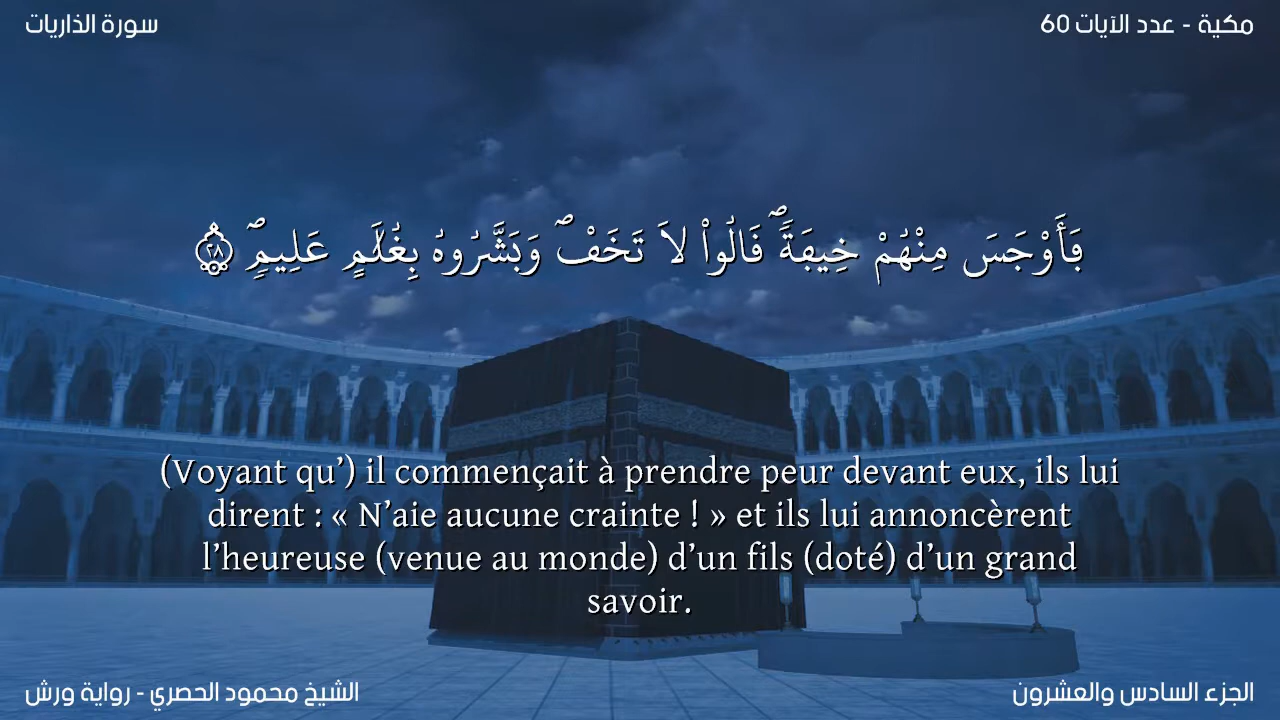 مكية - عدد الآيات 60
سورة الذاريات
فَأَوْجَسَ مِنْهُمْ خِيفَةٗۖ قَالُواْ لَا تَخَفْۖ وَبَشَّرُوهُ بِغُلَٰمٍ عَلِيمٖۖ ٢٨
(Voyant qu’) il commençait à prendre peur devant eux, ils lui
dirent : « N’aie aucune crainte ! » et ils lui annoncèrent
l’heureuse (venue au monde) d’un fils (doté) d’un grand
savoir.
الجزء السادس والعشرون
الشيخ محمود الحصري - رواية ورش